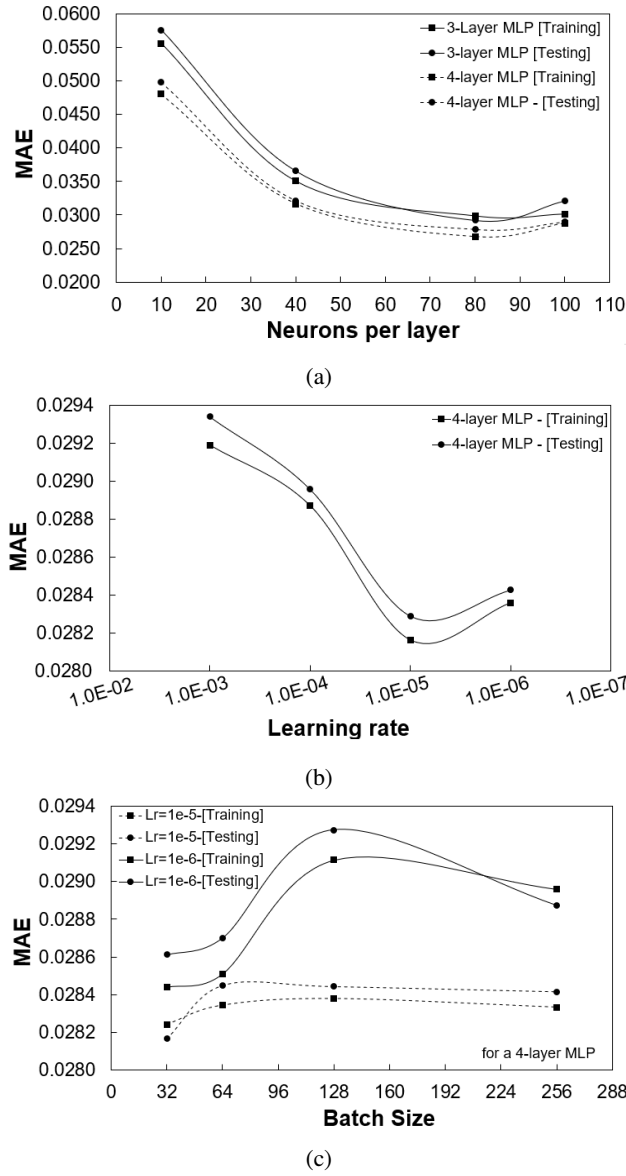 0.0600
0.0550
0.0500
0.0450
0.0400
0.0350
0.0300
0.0250
0.0200
MAE
3-Layer MLP [Training]
3-layer MLP [Testing]
4-layer MLP [Training]
4-layer MLP - [Testing]
0 10 20 30 40 50 60 70 80 90 100 110
Neurons per layer
(a)
0.0294
0.0292
0.0290
0.0288
0.0286
0.0284
0.0282
0.0280
MAE
4-layer MLP - [Training]
4-layer MLP - [Testing]
1.0E-02 1.0E-03 1.0E-04 1.0E-05 1.0E-06 1.0E-07
Learning rate
(b)
0.0294
0.0292
0.0290
0.0288
0.0286
0.0284
0.0282
0.0280
MAE
Lr=1e-5-[Training]
Lr=1e-5-[Testing]
Lr=1e-6-[Training]
Lr=1e-6-[Testing]
for a 4-layer MLP
0 32 64 96 128 160 192 224 256 288
Batch Size
(c)